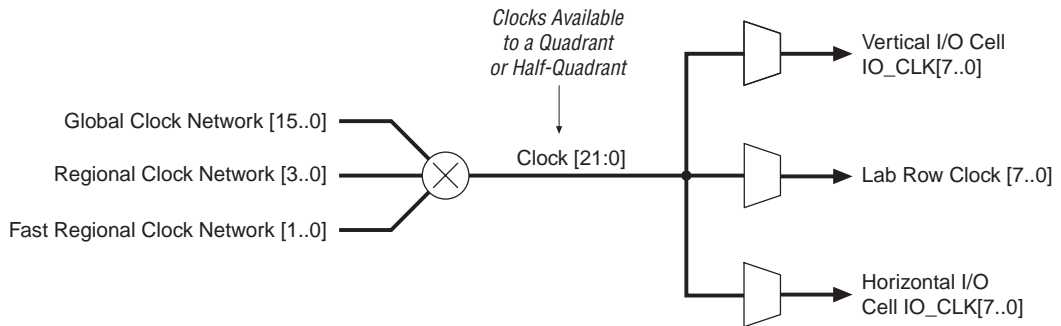 Clocks Available
to a Quadrant
or Half-Quadrant
Vertical I/O Cell
IO_CLK[7..0]
Global Clock Network [15..0]
Clock [21:0]
Regional Clock Network [3..0]
Lab Row Clock [7..0]
Fast Regional Clock Network [1..0]
Horizontal I/O
Cell IO_CLK[7..0]